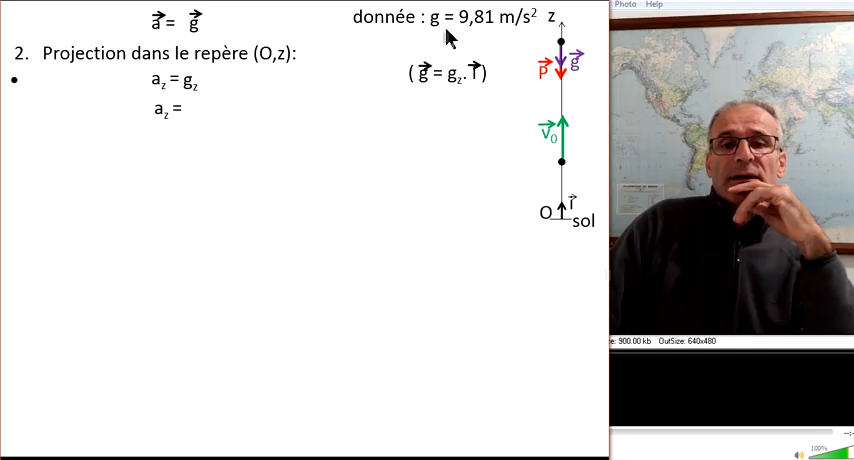 a = g
donnée : g = 9,81 m/s² z
2. Projection dans le repère (O,z):
( g = g_z.i )
g
P
• a_z = g_z
a_z =
v_0
i
O
sol
Photo Help
e: 900.00 kb OutSize: 640x480
--:-
100%